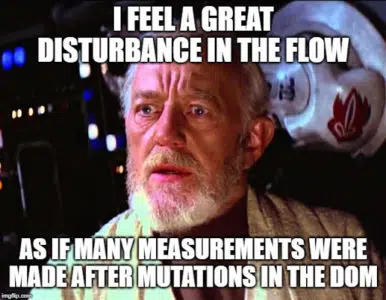 I FEEL A GREAT
DISTURBANCE IN THE FLOW
AS IF MANY MEASUREMENTS WERE
MADE AFTER MUTATIONS IN THE DOM
imgflip.com